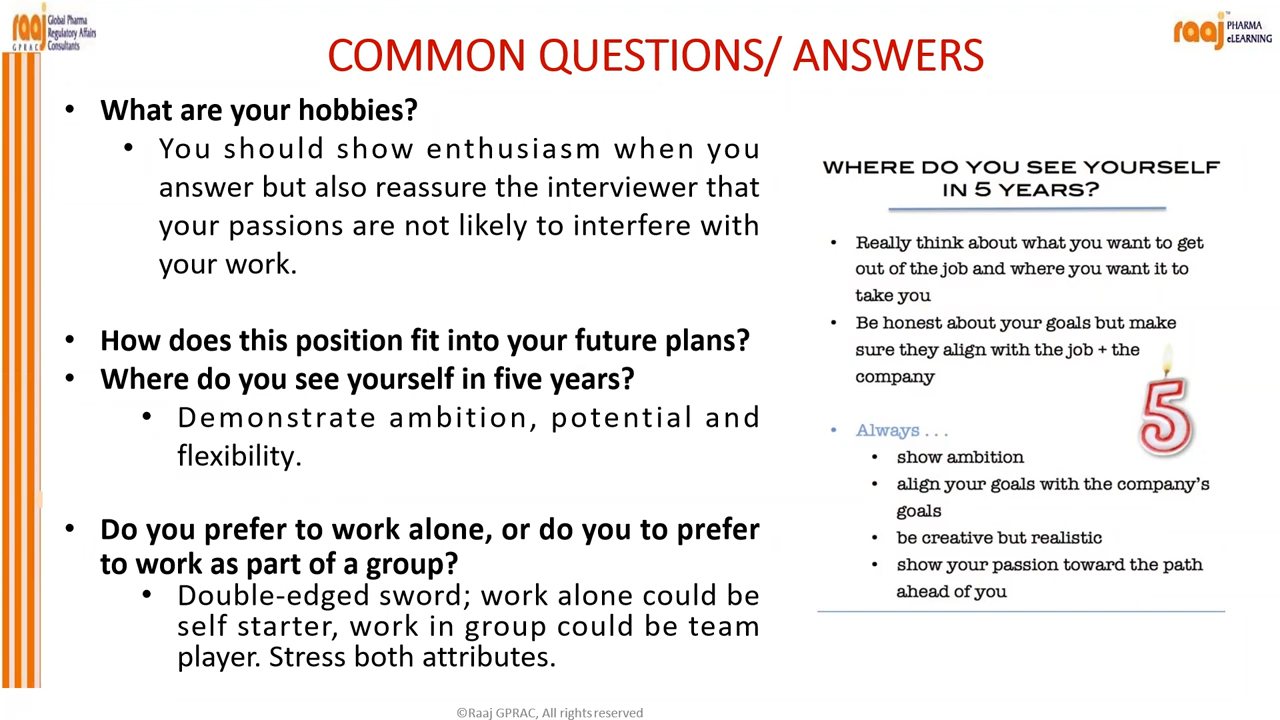 raaj Global Pharma
Regulatory Affairs
GPRAC Consultants
raaj PHARMA
™
eLEARNING
COMMON QUESTIONS/ ANSWERS
• What are your hobbies?
• You should show enthusiasm when you
answer but also reassure the interviewer that
your passions are not likely to interfere with
your work.
• How does this position fit into your future plans?
• Where do you see yourself in five years?
• Demonstrate ambition, potential and
flexibility.
• Do you prefer to work alone, or do you to prefer
to work as part of a group?
• Double-edged sword; work alone could be
self starter, work in group could be team
player. Stress both attributes.
WHERE DO YOU SEE YOURSELF
IN 5 YEARS?
• Really think about what you want to get
out of the job and where you want it to
take you
• Be honest about your goals but make
sure they align with the job + the
company
5
• Always . . .
• show ambition
• align your goals with the company's
goals
• be creative but realistic
• show your passion toward the path
ahead of you
©Raaj GPRAC, All rights reserved